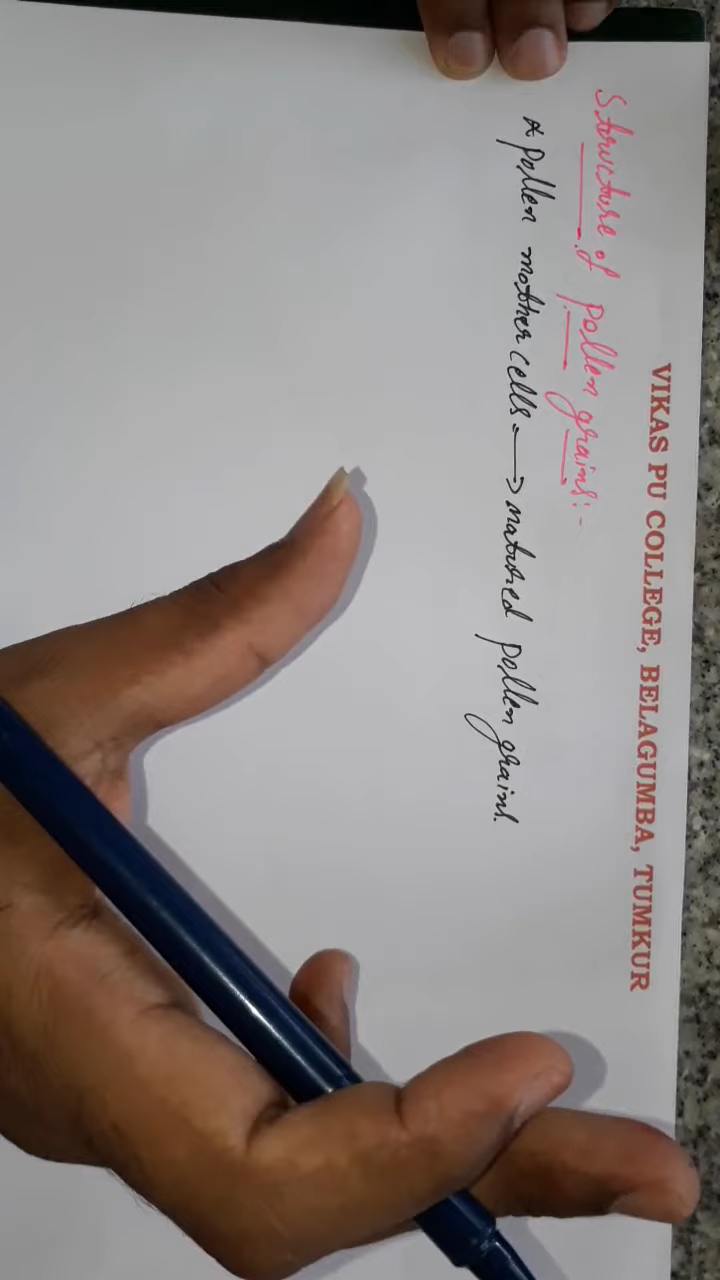 VIKAS PU COLLEGE, BELAGUMBA, TUMKUR
Structure of pollen grains:-
* Pollen mother cells → matured pollen grains.